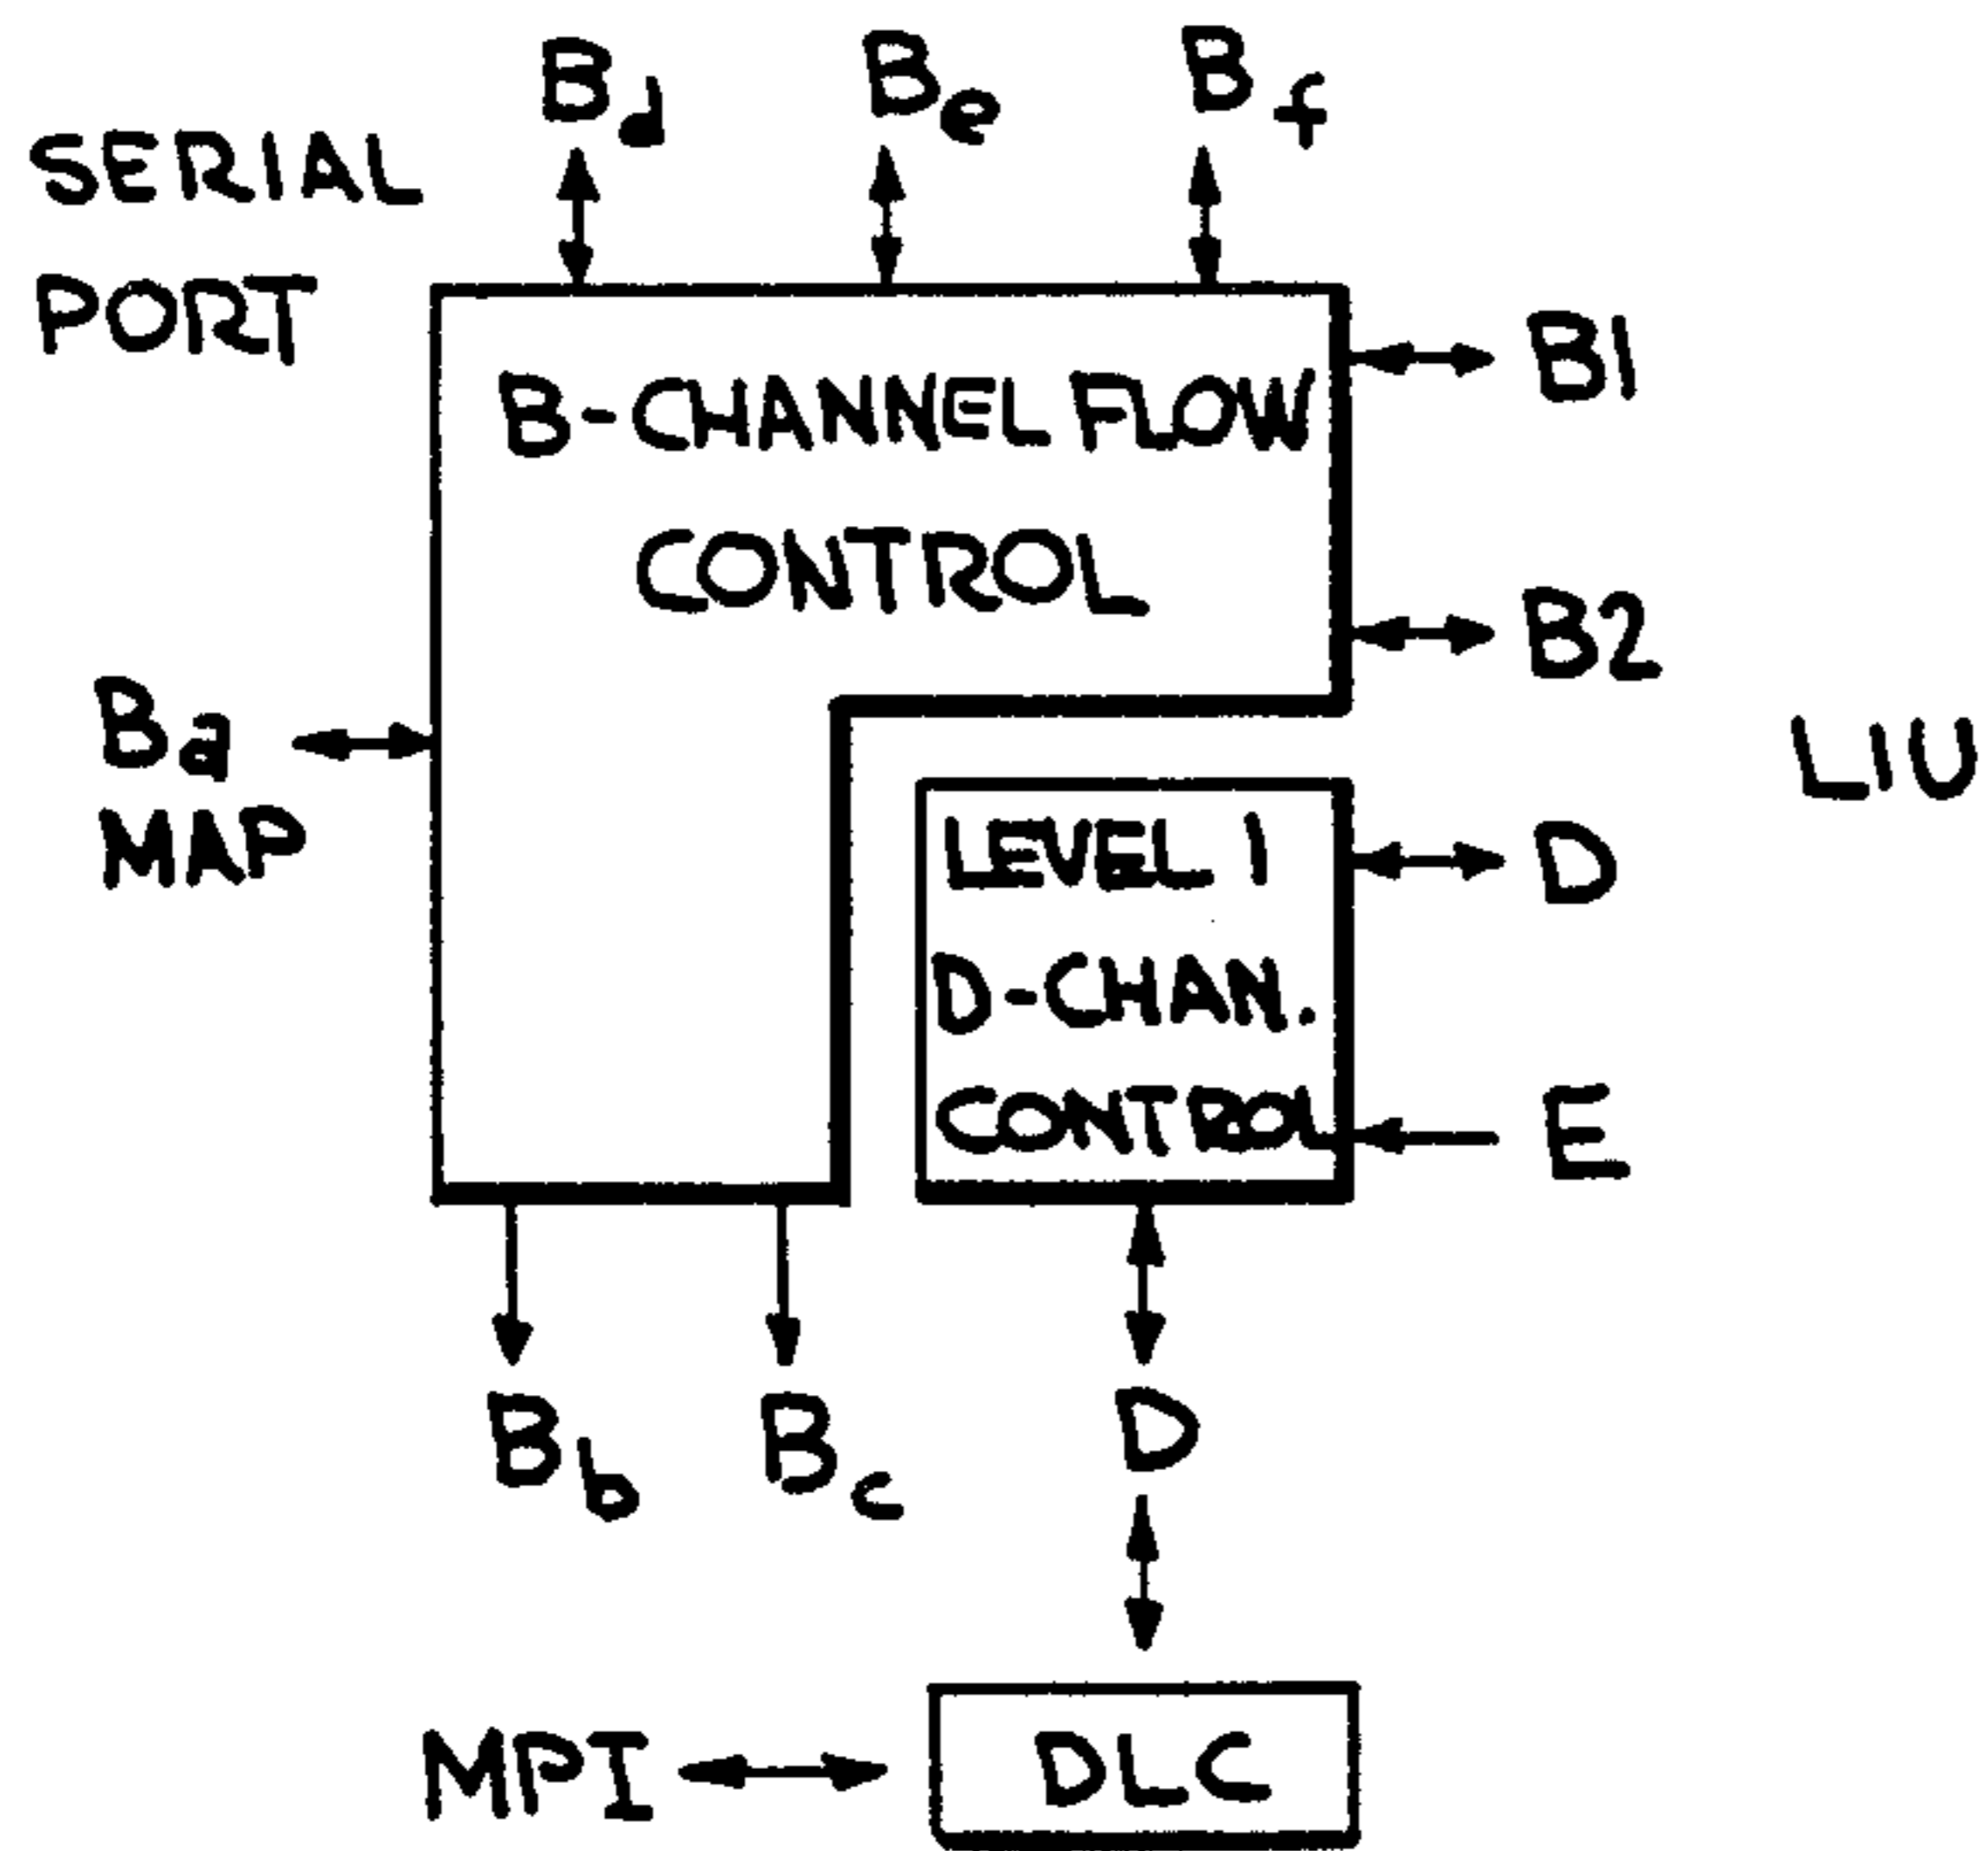 Bd Be Bf
SERIAL
PORT
B1
B-CHANNEL FLOW
CONTROL
B2
Ba
MAP
LIU
LEVEL 1
D
D-CHAN.
CONTROL
E
Bb Bc D
MPI DLC